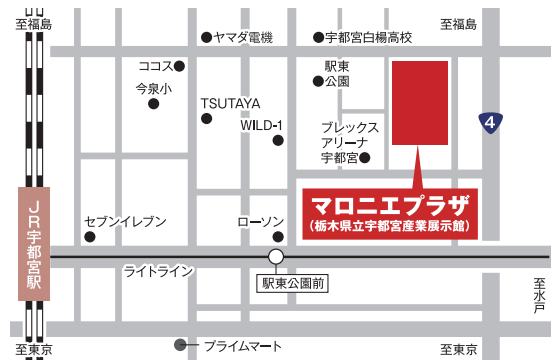 至福島
至福島
ヤマダ電機
宇都宮白楊高校
ココス
駅東
公園
今泉小
TSUTAYA
WILD-1
ブレックス
アリーナ
宇都宮
4
マロニエプラザ
(栃木県立宇都宮産業展示館)
JR宇都宮駅
セブンイレブン
ローソン
ライトライン
駅東公園前
至水戸
至東京
プライムマート
至東京